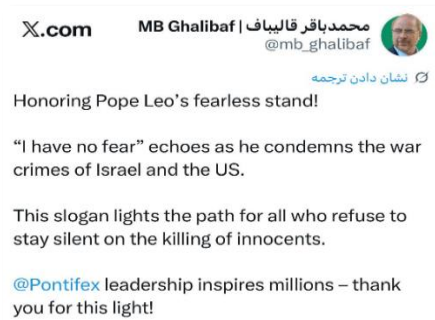 X.com
MB Ghalibaf | محمدباقر قالیباف
@mb_ghalibaf
نشان دادن ترجمه
Honoring Pope Leo’s fearless stand!
“I have no fear” echoes as he condemns the war
crimes of Israel and the US.
This slogan lights the path for all who refuse to
stay silent on the killing of innocents.
@Pontifex leadership inspires millions – thank
you for this light!